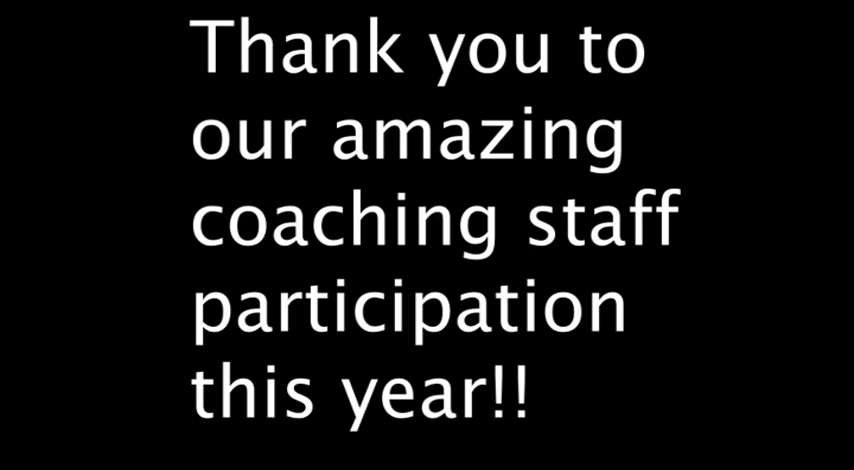 Thank you to
our amazing
coaching staff
participation
this year!!